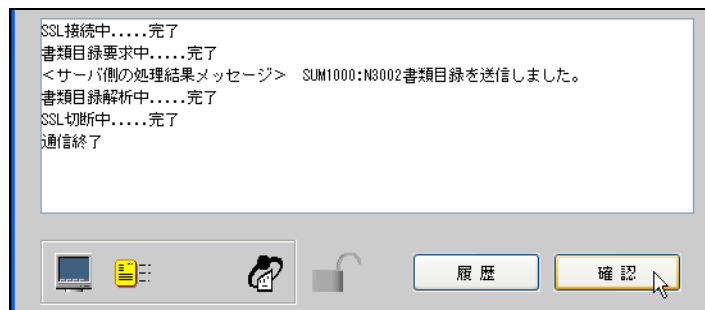 SSL接続中.....完了
書類目録要求中.....完了
＜サーバ側の処理結果メッセージ＞　SUM1000:N3002書類目録を送信しました。
書類目録解析中.....完了
SSL切断中.....完了
通信終了
履 歴
確 認